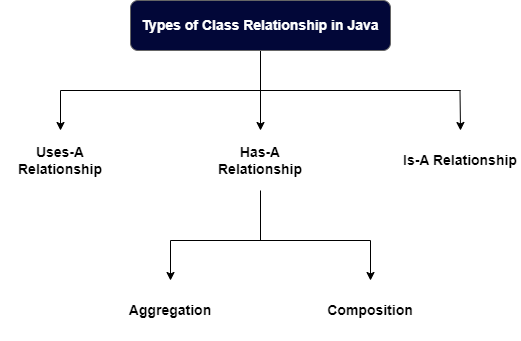 Types of Class Relationship in Java
Uses-A
Relationship
Has-A
Relationship
Is-A Relationship
Aggregation
Composition